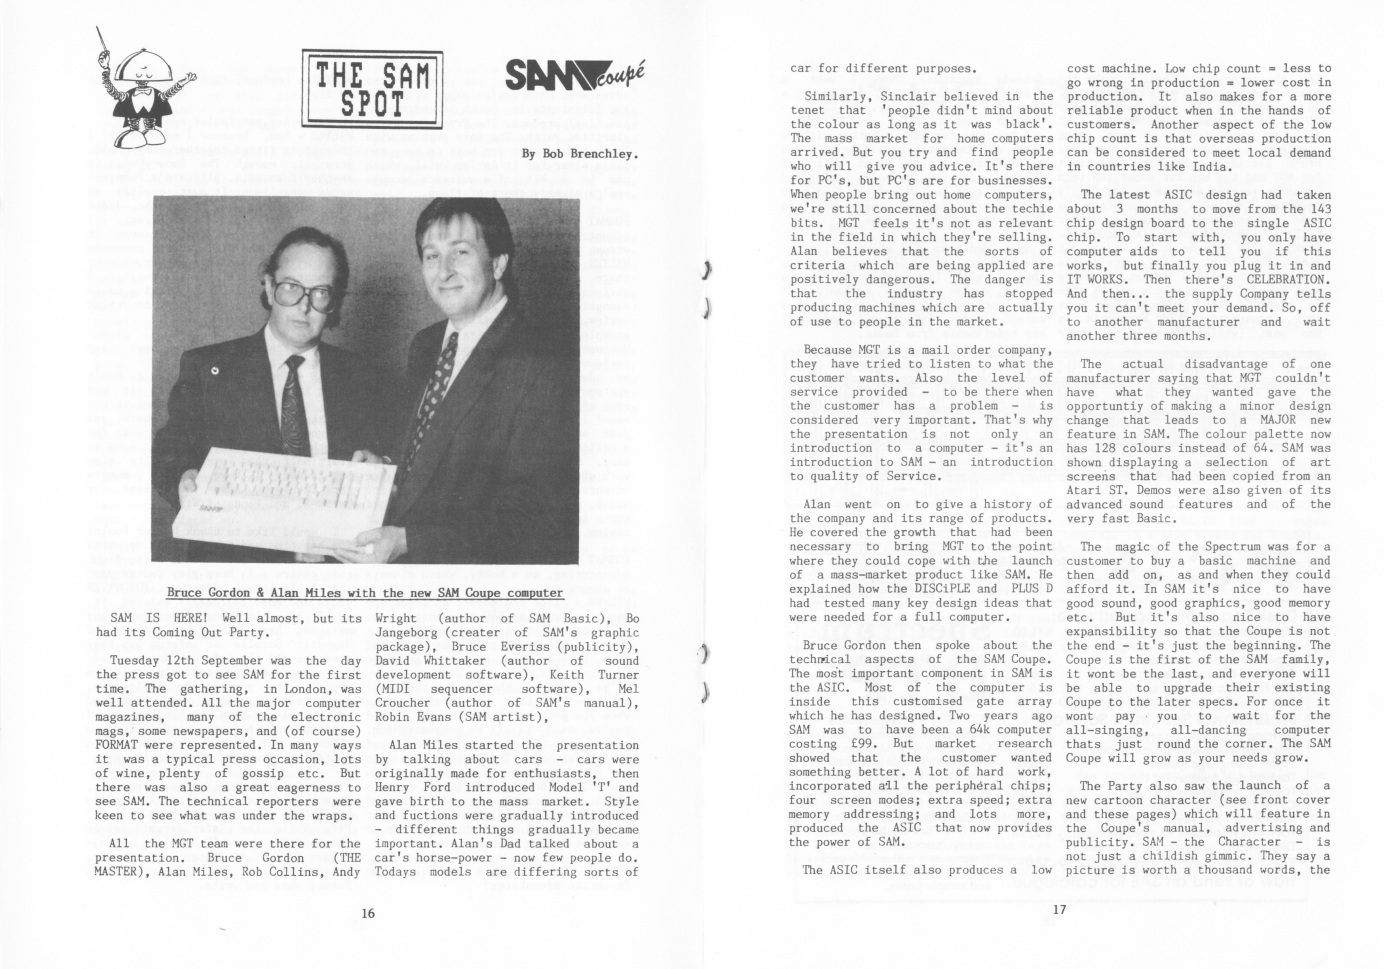 THE SAM
SPOT
SAM coupé
By Bob Brenchley.
Bruce Gordon & Alan Miles with the new SAM Coupe computer
SAM IS HERE! Well almost, but its
had its Coming Out Party.
Tuesday 12th September was the day
the press got to see SAM for the first
time. The gathering, in London, was
well attended. All the major computer
magazines, many of the electronic
mags, some newspapers, and (of course)
FORMAT were represented. In many ways
it was a typical press occasion, lots
of wine, plenty of gossip etc. But
there was also a great eagerness to
see SAM. The technical reporters were
keen to see what was under the wraps.
All the MGT team were there for the
presentation. Bruce Gordon (THE
MASTER), Alan Miles, Rob Collins, Andy
Wright (author of SAM Basic), Bo
Jangeborg (creater of SAM's graphic
package), Bruce Everiss (publicity),
David Whittaker (author of sound
development software), Keith Turner
(MIDI sequencer software), Mel
Croucher (author of SAM's manual),
Robin Evans (SAM artist),
Alan Miles started the presentation
by talking about cars - cars were
originally made for enthusiasts, then
Henry Ford introduced Model 'T' and
gave birth to the mass market. Style
and fuctions were gradually introduced
- different things gradually became
important. Alan's Dad talked about a
car's horse-power - now few people do.
Todays models are differing sorts of
16
car for different purposes.
Similarly, Sinclair believed in the
tenet that 'people didn't mind about
the colour as long as it was black'.
The mass market for home computers
arrived. But you try and find people
who will give you advice. It's there
for PC's, but PC's are for businesses.
When people bring out home computers,
we're still concerned about the techie
bits. MGT feels it's not as relevant
in the field in which they're selling.
Alan believes that the sorts of
criteria which are being applied are
positively dangerous. The danger is
that the industry has stopped
producing machines which are actually
of use to people in the market.
Because MGT is a mail order company,
they have tried to listen to what the
customer wants. Also the level of
service provided - to be there when
the customer has a problem - is
considered very important. That's why
the presentation is not only an
introduction to a computer - it's an
introduction to SAM - an introduction
to quality of Service.
Alan went on to give a history of
the company and its range of products.
He covered the growth that had been
necessary to bring MGT to the point
where they could cope with the launch
of a mass-market product like SAM. He
explained how the DISCiPLE and PLUS D
had tested many key design ideas that
were needed for a full computer.
Bruce Gordon then spoke about the
technical aspects of the SAM Coupe.
The most important component in SAM is
the ASIC. Most of the computer is
inside this customised gate array
which he has designed. Two years ago
SAM was to have been a 64k computer
costing £99. But market research
showed that the customer wanted
something better. A lot of hard work,
incorporated all the peripheral chips;
four screen modes; extra speed; extra
memory addressing; and lots more,
produced the ASIC that now provides
the power of SAM.
The ASIC itself also produces a low
cost machine. Low chip count = less to
go wrong in production = lower cost in
production. It also makes for a more
reliable product when in the hands of
customers. Another aspect of the low
chip count is that overseas production
can be considered to meet local demand
in countries like India.
The latest ASIC design had taken
about 3 months to move from the 143
chip design board to the single ASIC
chip. To start with, you only have
computer aids to tell you if this
works, but finally you plug it in and
IT WORKS. Then there's CELEBRATION.
And then... the supply Company tells
you it can't meet your demand. So, off
to another manufacturer and wait
another three months.
The actual disadvantage of one
manufacturer saying that MGT couldn't
have what they wanted gave the
opportuntiy of making a minor design
change that leads to a MAJOR new
feature in SAM. The colour palette now
has 128 colours instead of 64. SAM was
shown displaying a selection of art
screens that had been copied from an
Atari ST. Demos were also given of its
advanced sound features and of the
very fast Basic.
The magic of the Spectrum was for a
customer to buy a basic machine and
then add on, as and when they could
afford it. In SAM it's nice to have
good sound, good graphics, good memory
etc. But it's also nice to have
expansibility so that the Coupe is not
the end - it's just the beginning. The
Coupe is the first of the SAM family,
it wont be the last, and everyone will
be able to upgrade their existing
Coupe to the later specs. For once it
wont pay you to wait for the
all-singing, all-dancing computer
thats just round the corner. The SAM
Coupe will grow as your needs grow.
The Party also saw the launch of a
new cartoon character (see front cover
and these pages) which will feature in
the Coupe's manual, advertising and
publicity. SAM - the Character - is
not just a childish gimmic. They say a
picture is worth a thousand words, the
17